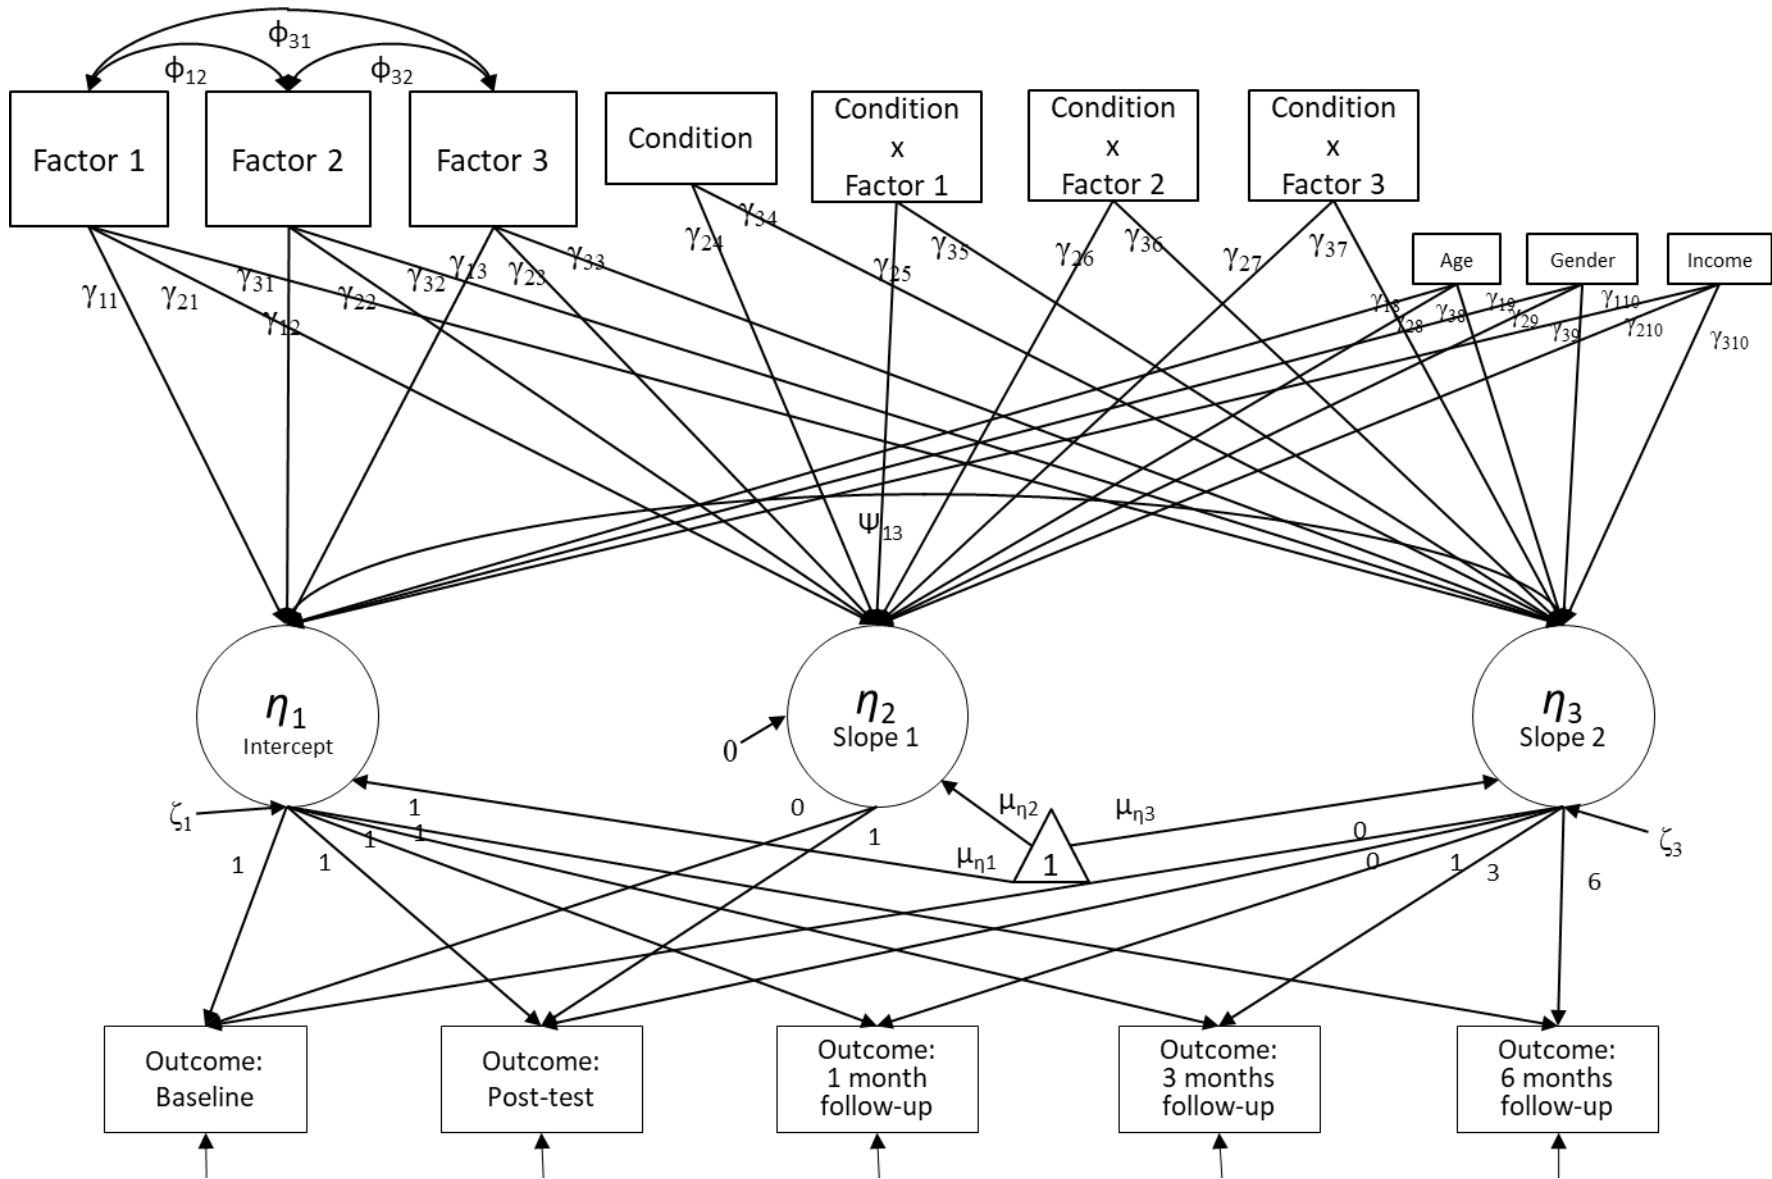 ϕ31
ϕ12
ϕ32
Factor 1
Factor 2
Factor 3
Condition
Condition
x
Factor 1
Condition
x
Factor 2
Condition
x
Factor 3
Age
Gender
Income
γ11
γ21
γ31
γ12
γ22
γ32
γ13
γ23
γ33
γ24
γ34
γ25
γ35
γ26
γ36
γ27
γ37
γ18
γ28
γ38
γ19
γ29
γ39
γ110
γ210
γ310
ψ13
η1
Intercept
η2
Slope 1
η3
Slope 2
0
ζ1
ζ3
1
1
1
1
1
0
1
μη1
μη2
μη3
1
0
0
1
3
6
Outcome:
Baseline
Outcome:
Post-test
Outcome:
1 month
follow-up
Outcome:
3 months
follow-up
Outcome:
6 months
follow-up